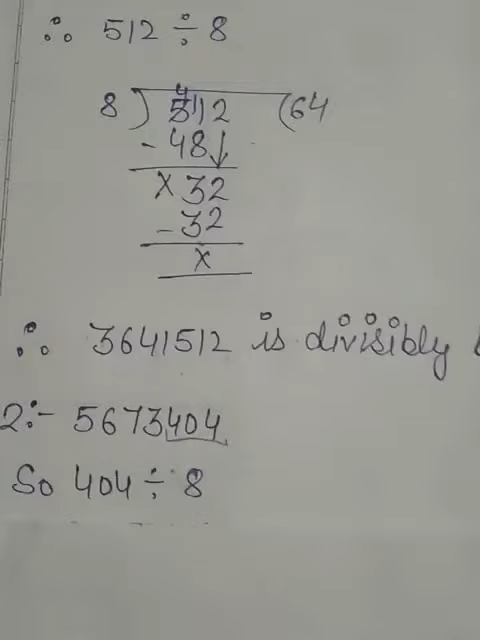 ∴ 512 ÷ 8
8 ) 512 ( 64
- 48 ↓
x 32
- 32
x
∴ 3641512 is divisibly
2:- 5673404
So 404 ÷ 8